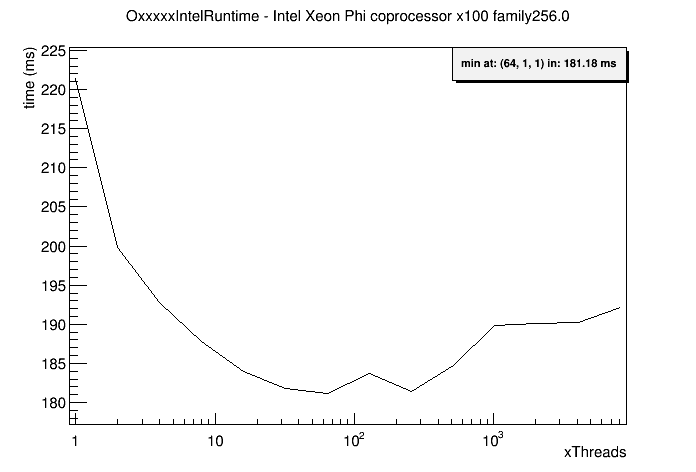 OxxxxxIntelRuntime - Intel Xeon Phi coprocessor x100 family256.0
min at: (64, 1, 1) in: 181.18 ms
time (ms)
225
220
215
210
205
200
195
190
185
180
1 10 10² 10³
xThreads